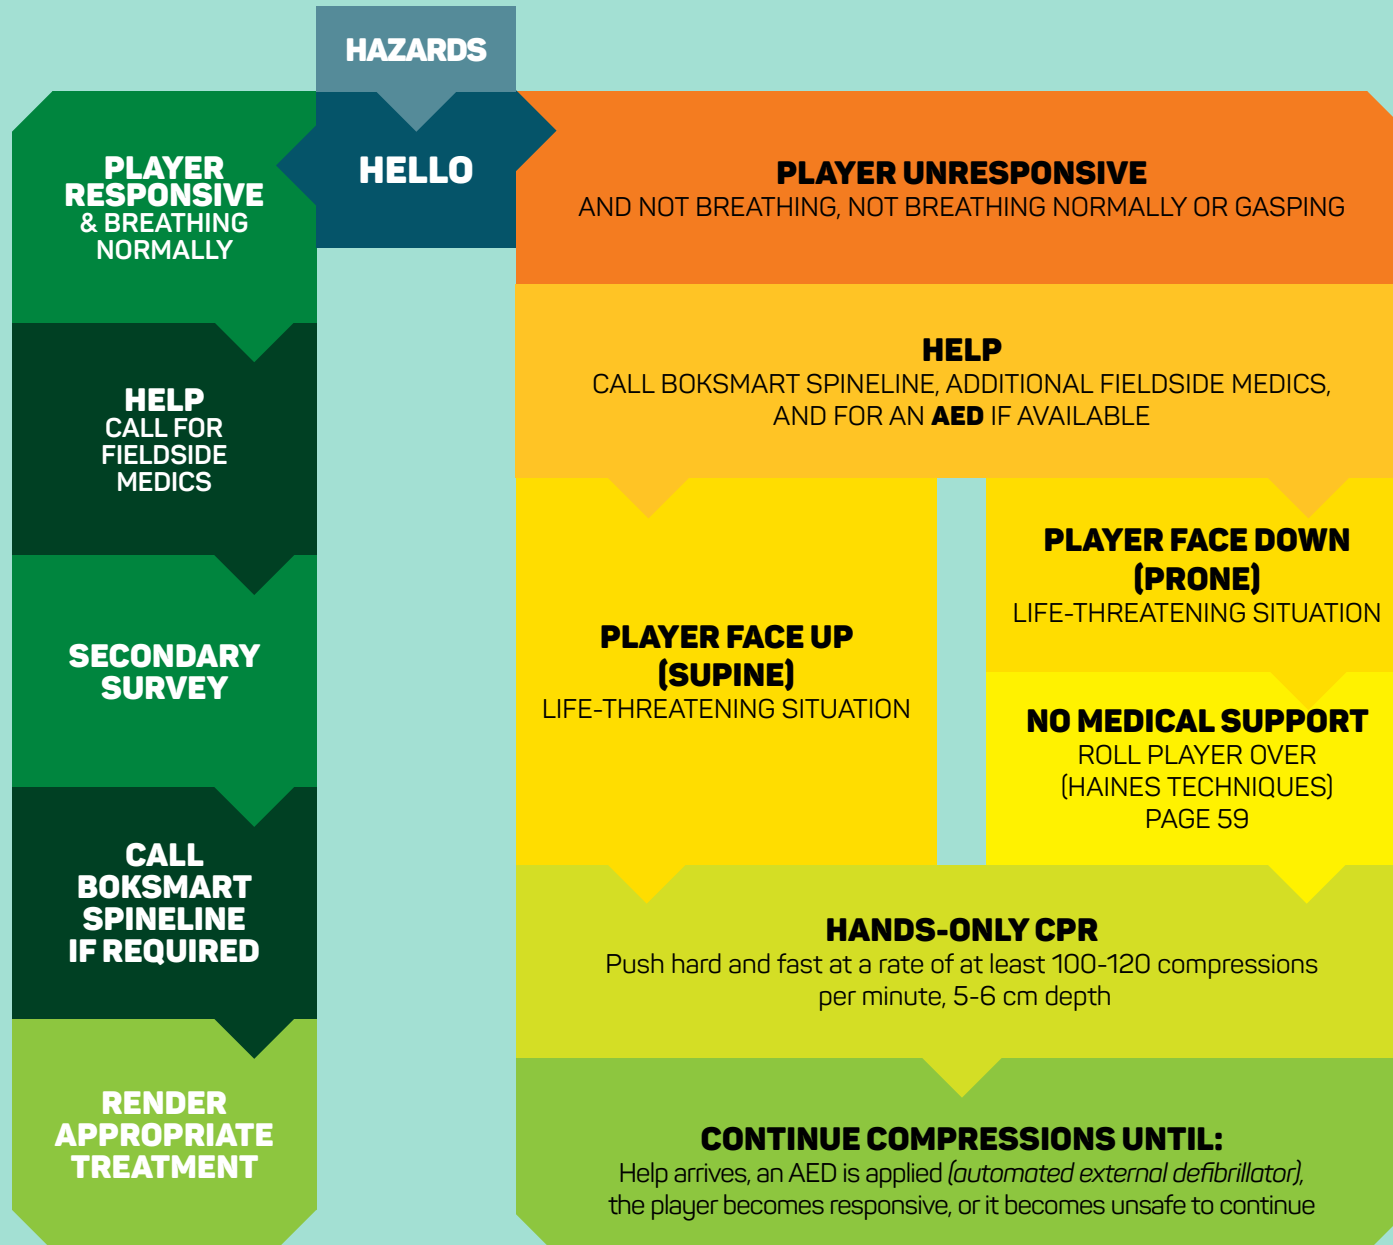 HAZARDS
HELLO
PLAYER
RESPONSIVE
& BREATHING
NORMALLY
HELP
CALL FOR
FIELDSIDE
MEDICS
SECONDARY
SURVEY
CALL
BOKSMART
SPINELINE
IF REQUIRED
RENDER
APPROPRIATE
TREATMENT
PLAYER UNRESPONSIVE
AND NOT BREATHING, NOT BREATHING NORMALLY OR GASPING
HELP
CALL BOKSMART SPINELINE, ADDITIONAL FIELDSIDE MEDICS,
AND FOR AN AED IF AVAILABLE
PLAYER FACE UP
(SUPINE)
LIFE-THREATENING SITUATION
PLAYER FACE DOWN
(PRONE)
LIFE-THREATENING SITUATION
NO MEDICAL SUPPORT
ROLL PLAYER OVER
(HAINES TECHNIQUES)
PAGE 59
HANDS-ONLY CPR
Push hard and fast at a rate of at least 100-120 compressions
per minute, 5-6 cm depth
CONTINUE COMPRESSIONS UNTIL:
Help arrives, an AED is applied (automated external defibrillator),
the player becomes responsive, or it becomes unsafe to continue